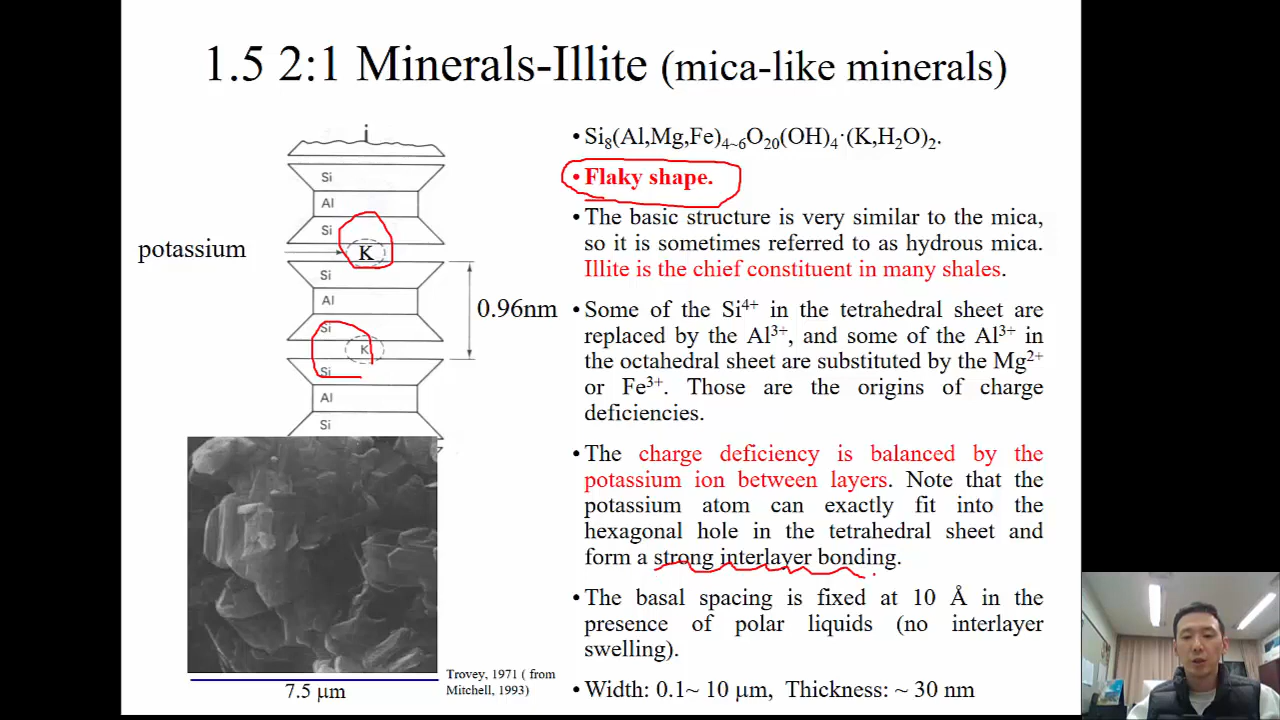 1.5 2:1 Minerals-Illite (mica-like minerals)
i
Si
Al
Si
potassium
K
Si
Al
Si
0.96nm
K
Si
Al
Si
7.5 μm
Trovey, 1971 ( from
Mitchell, 1993)
• Si₈(Al,Mg,Fe)₄~₆O₂₀(OH)₄·(K,H₂O)₂.
• Flaky shape.
• The basic structure is very similar to the mica,
so it is sometimes referred to as hydrous mica.
Illite is the chief constituent in many shales.
• Some of the Si⁴⁺ in the tetrahedral sheet are
replaced by the Al³⁺, and some of the Al³⁺ in
the octahedral sheet are substituted by the Mg²⁺
or Fe³⁺. Those are the origins of charge
deficiencies.
• The charge deficiency is balanced by the
potassium ion between layers. Note that the
potassium atom can exactly fit into the
hexagonal hole in the tetrahedral sheet and
form a strong interlayer bonding.
• The basal spacing is fixed at 10 Å in the
presence of polar liquids (no interlayer
swelling).
• Width: 0.1~ 10 μm, Thickness: ~ 30 nm